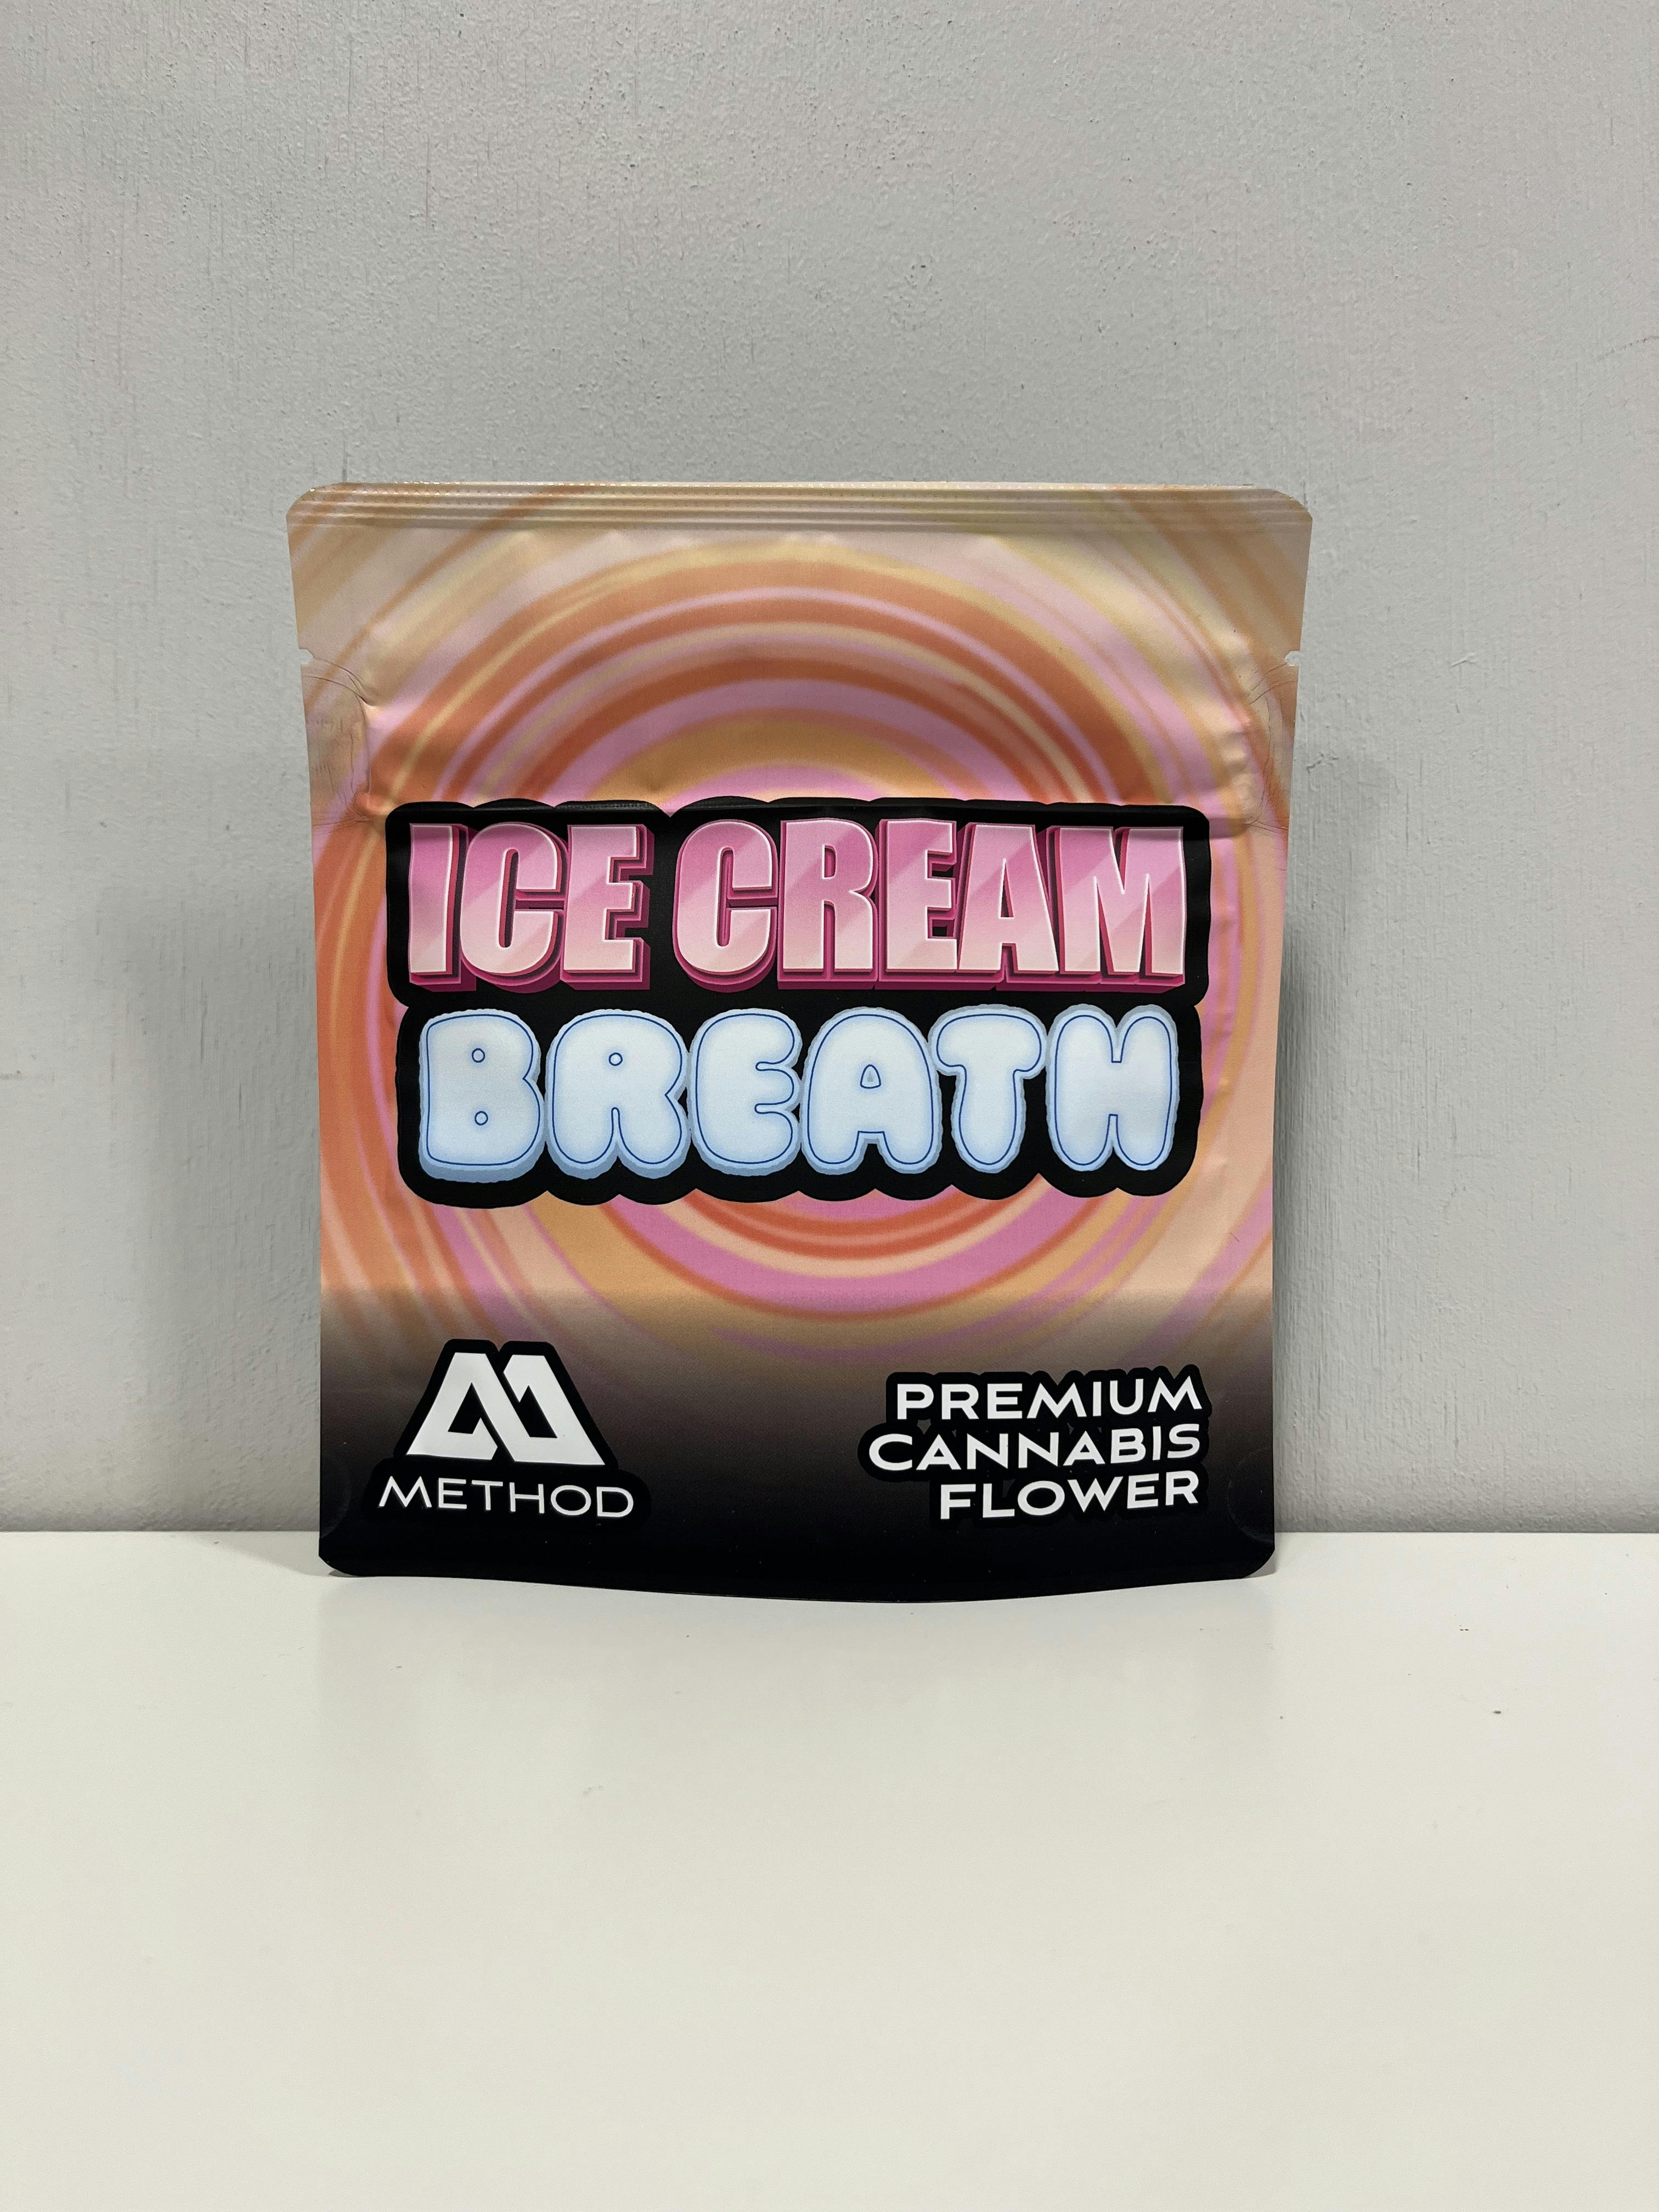 ICE CREAM
BREATH
METHOD
PREMIUM
CANNABIS
FLOWER